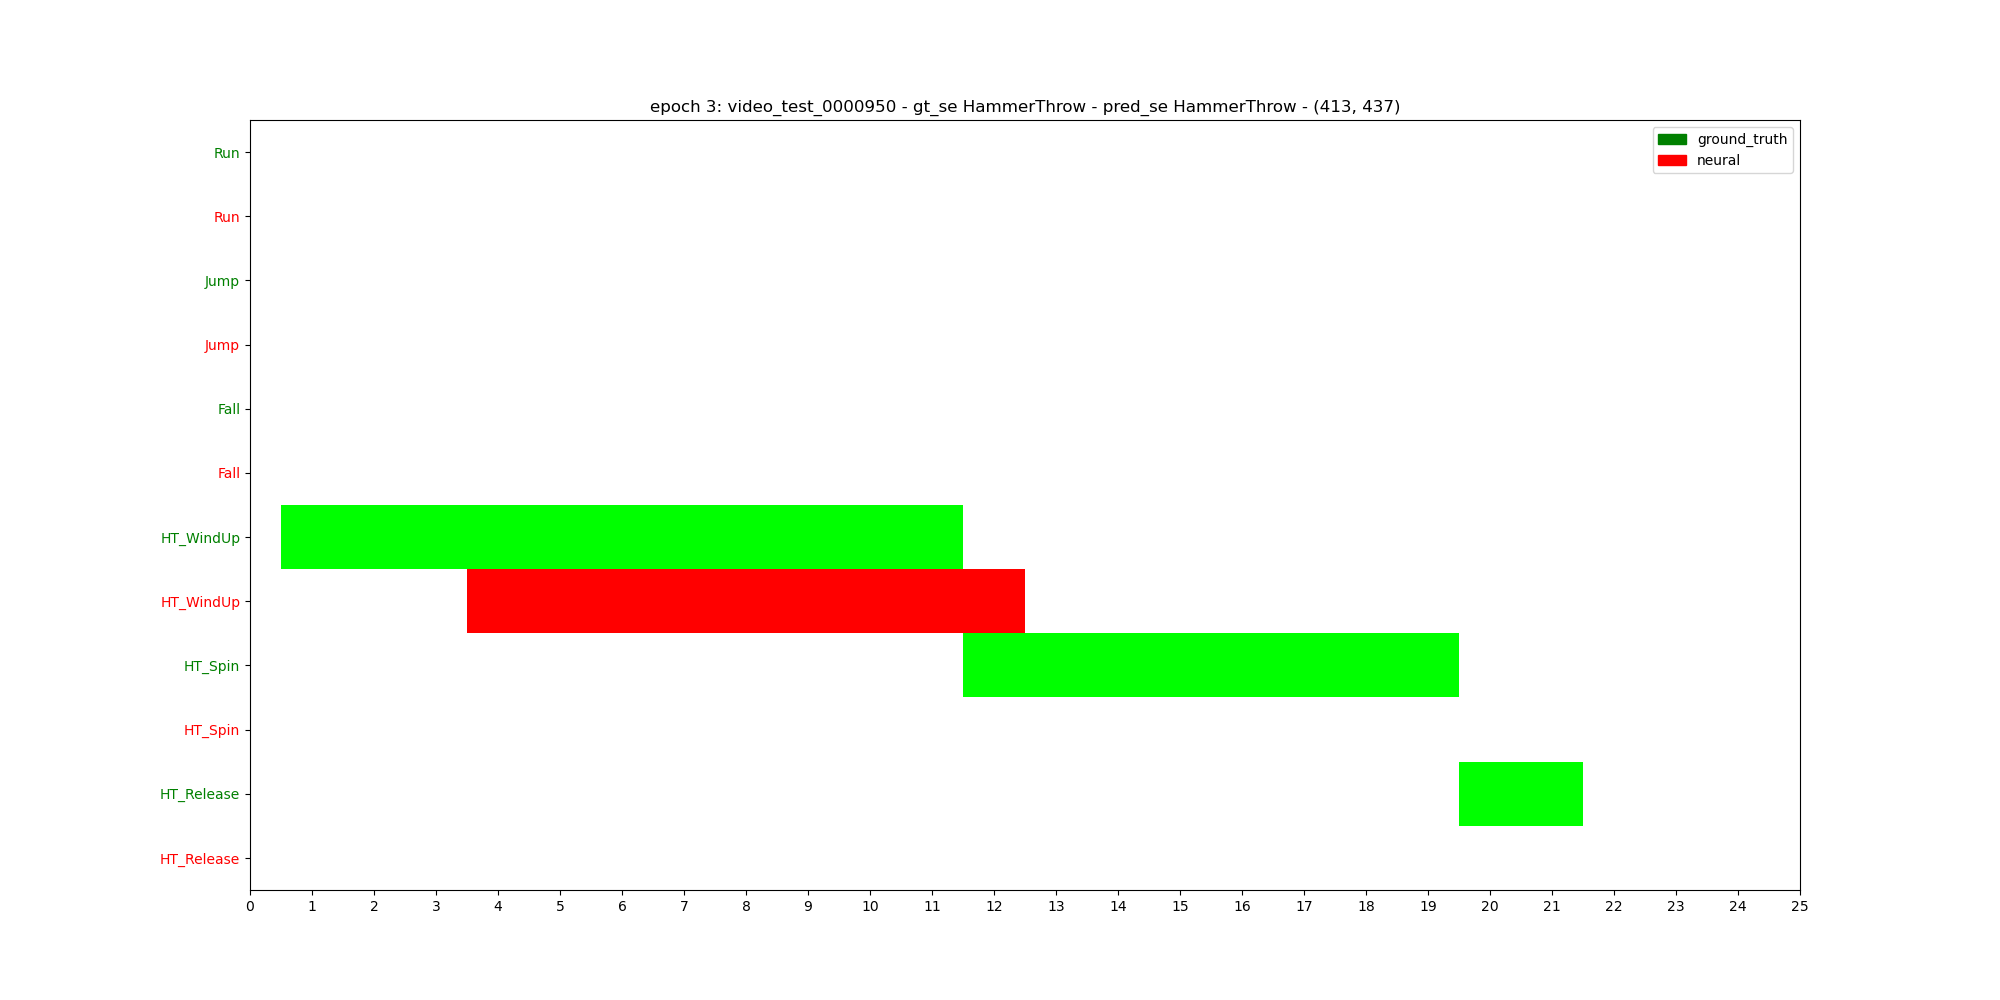 epoch 3: video_test_0000950 - gt_se HammerThrow - pred_se HammerThrow - (413, 437)
ground_truth
neural
Run
Run
Jump
Jump
Fall
Fall
HT_WindUp
HT_WindUp
HT_Spin
HT_Spin
HT_Release
HT_Release
0 1 2 3 4 5 6 7 8 9 10 11 12 13 14 15 16 17 18 19 20 21 22 23 24 25